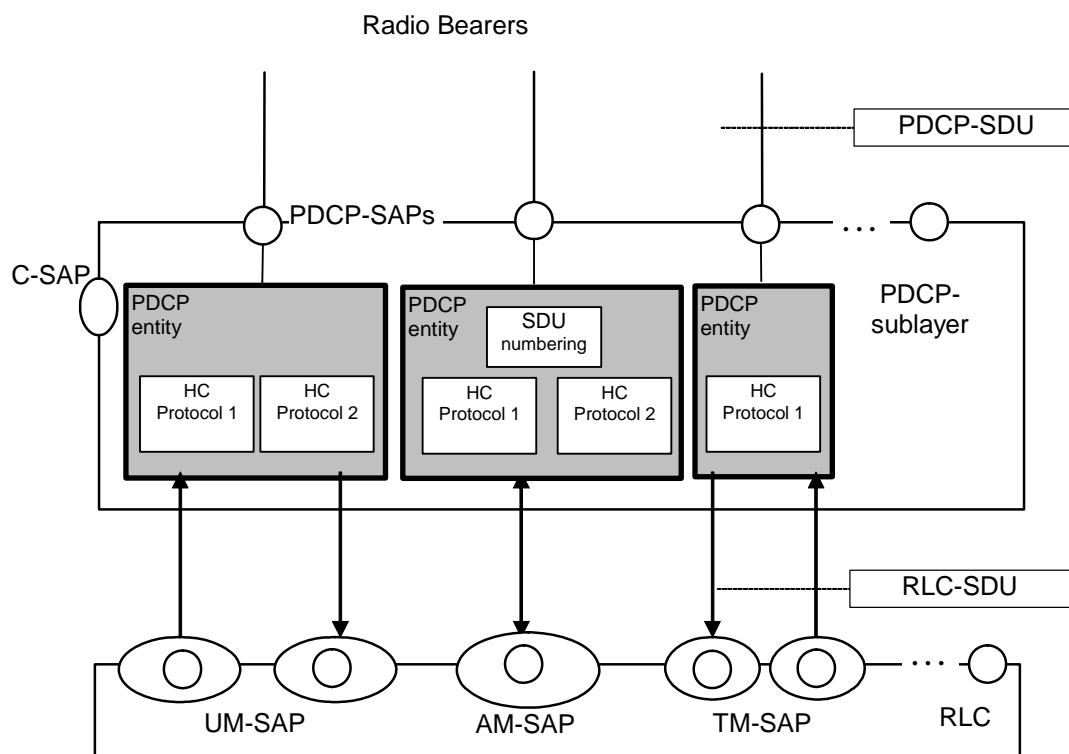 Radio Bearers
PDCP-SDU
PDCP-SAPs
...
C-SAP
PDCP
entity
HC
Protocol 1
HC
Protocol 2
PDCP
entity
SDU
numbering
HC
Protocol 1
HC
Protocol 2
PDCP
entity
HC
Protocol 1
PDCP-
sublayer
RLC-SDU
...
UM-SAP
AM-SAP
TM-SAP
RLC